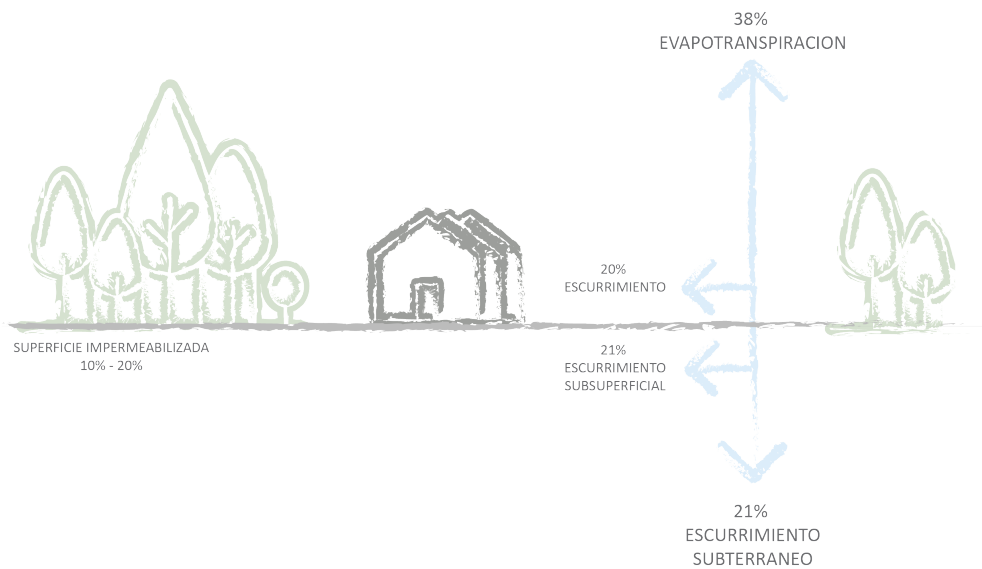 38%
EVAPOTRANSPIRACION
20%
ESCURRIMIENTO
SUPERFICIE IMPERMEABILIZADA
10% - 20%
21%
ESCURRIMIENTO
SUBSUPERFICIAL
21%
ESCURRIMIENTO
SUBTERRANEO